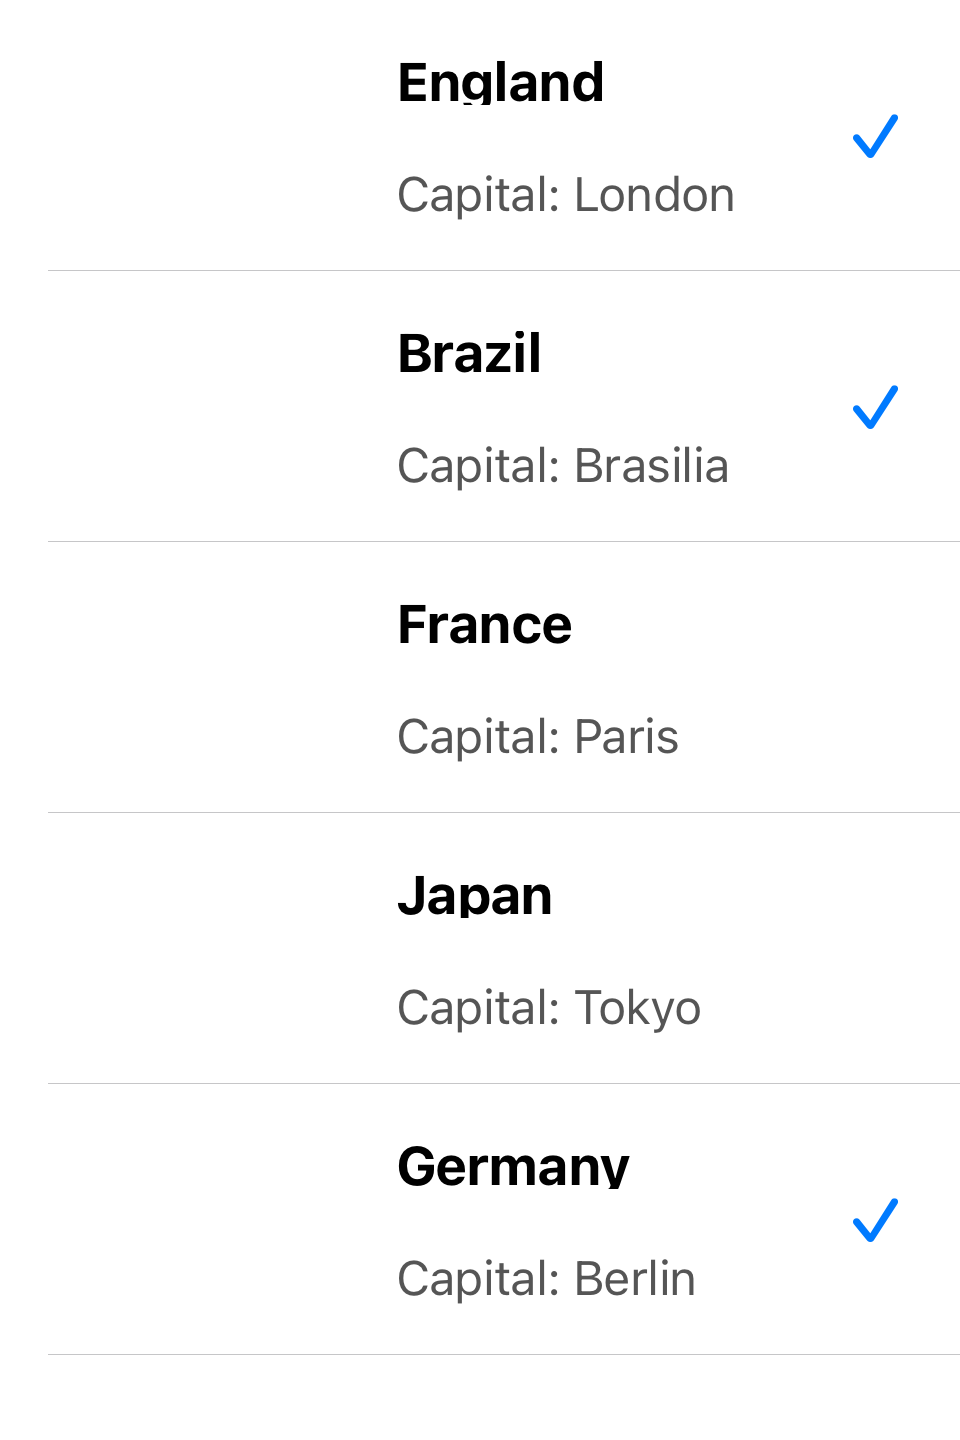 England
Capital: London
Brazil
Capital: Brasilia
France
Capital: Paris
Japan
Capital: Tokyo
Germany
Capital: Berlin